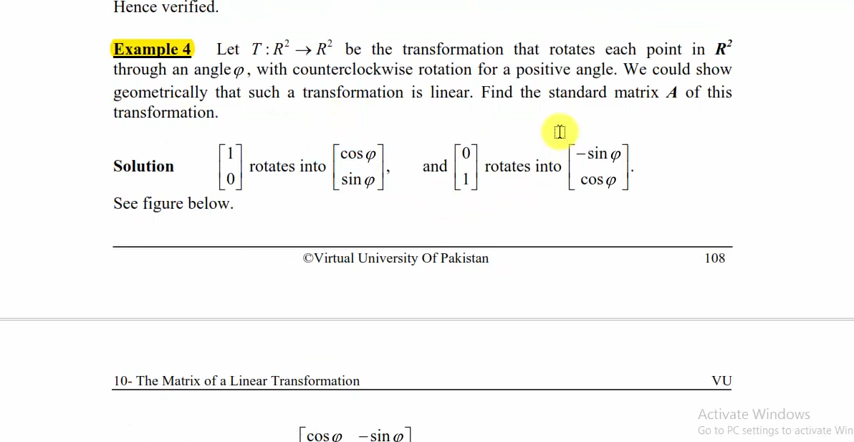 Hence verified.
Example 4 Let T : R² → R² be the transformation that rotates each point in R²
through an angle φ, with counterclockwise rotation for a positive angle. We could show
geometrically that such a transformation is linear. Find the standard matrix A of this
transformation.
Solution [1 0] rotates into [cos φ sin φ], and [0 1] rotates into [−sin φ cos φ].
See figure below.
©Virtual University Of Pakistan 108
10- The Matrix of a Linear Transformation VU
Activate Windows
Go to PC settings to activate Win
[cos φ −sin φ]